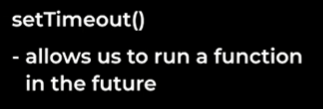 setTimeout()
- allows us to run a function
in the future